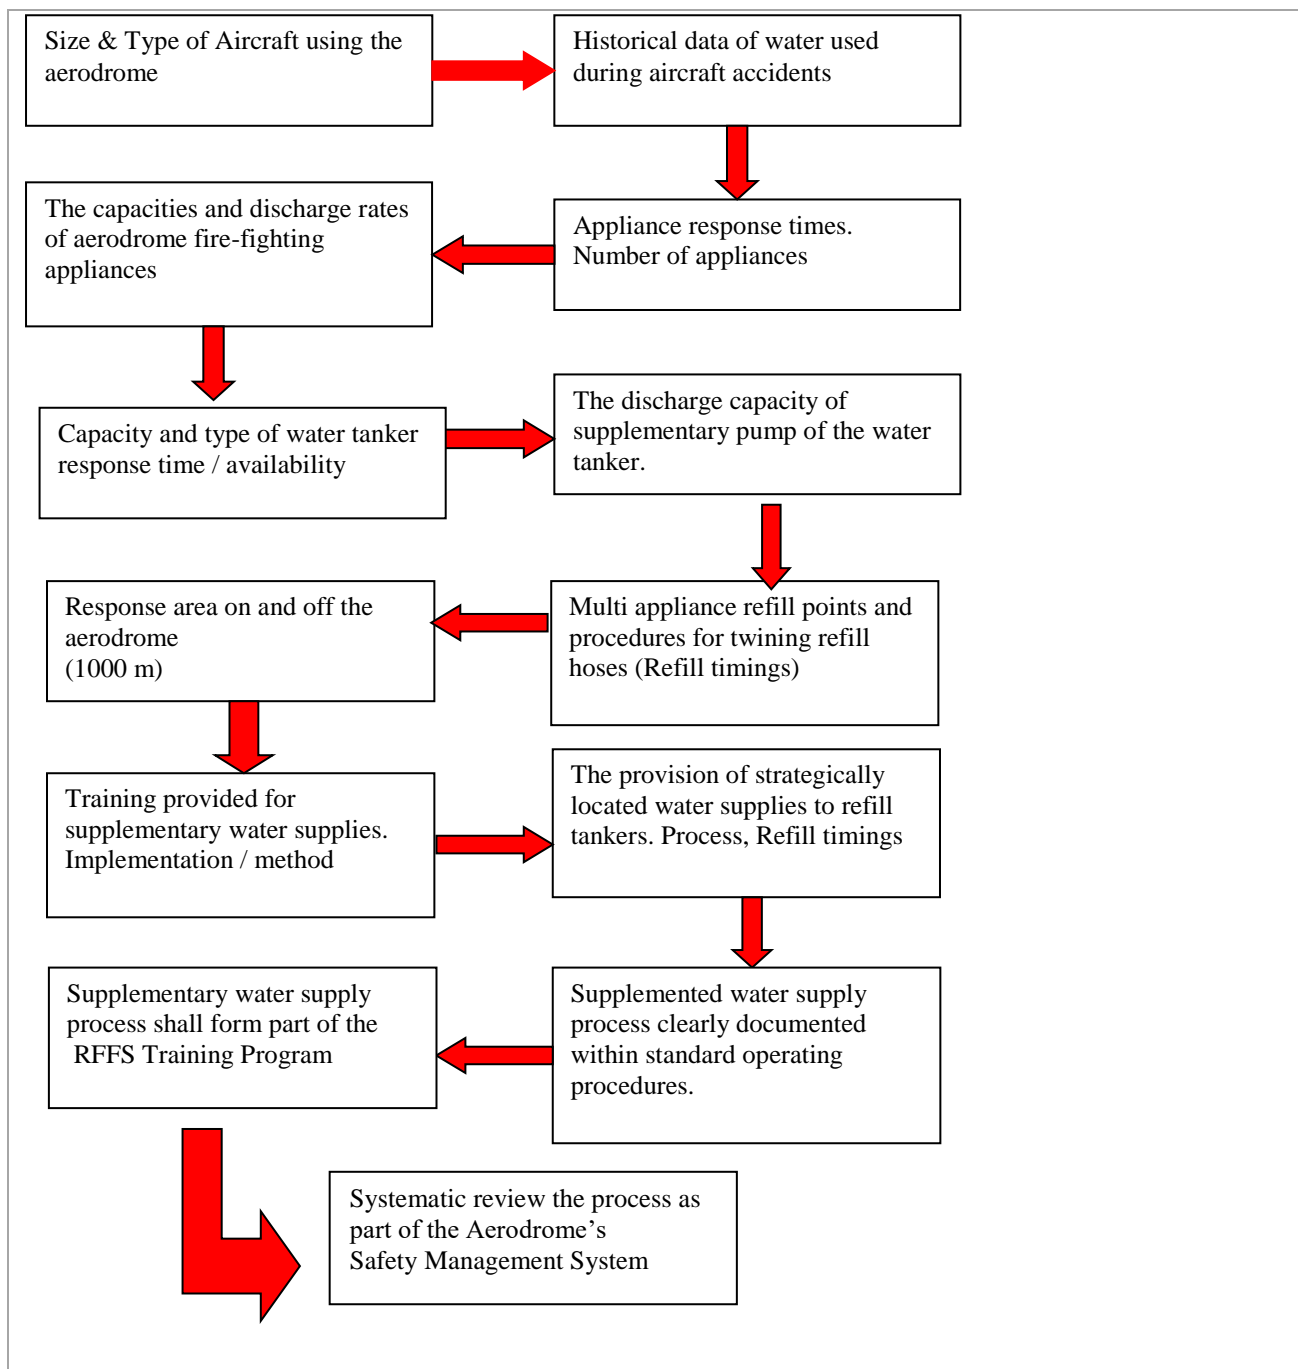 Size & Type of Aircraft using the
aerodrome
Historical data of water used
during aircraft accidents
The capacities and discharge rates
of aerodrome fire-fighting
appliances
Appliance response times.
Number of appliances
Capacity and type of water tanker
response time / availability
The discharge capacity of
supplementary pump of the water
tanker.
Response area on and off the
aerodrome
(1000 m)
Multi appliance refill points and
procedures for twining refill
hoses (Refill timings)
Training provided for
supplementary water supplies.
Implementation / method
The provision of strategically
located water supplies to refill
tankers. Process, Refill timings
Supplementary water supply
process shall form part of the
RFFS Training Program
Supplemented water supply
process clearly documented
within standard operating
procedures.
Systematic review the process as
part of the Aerodrome’s
Safety Management System